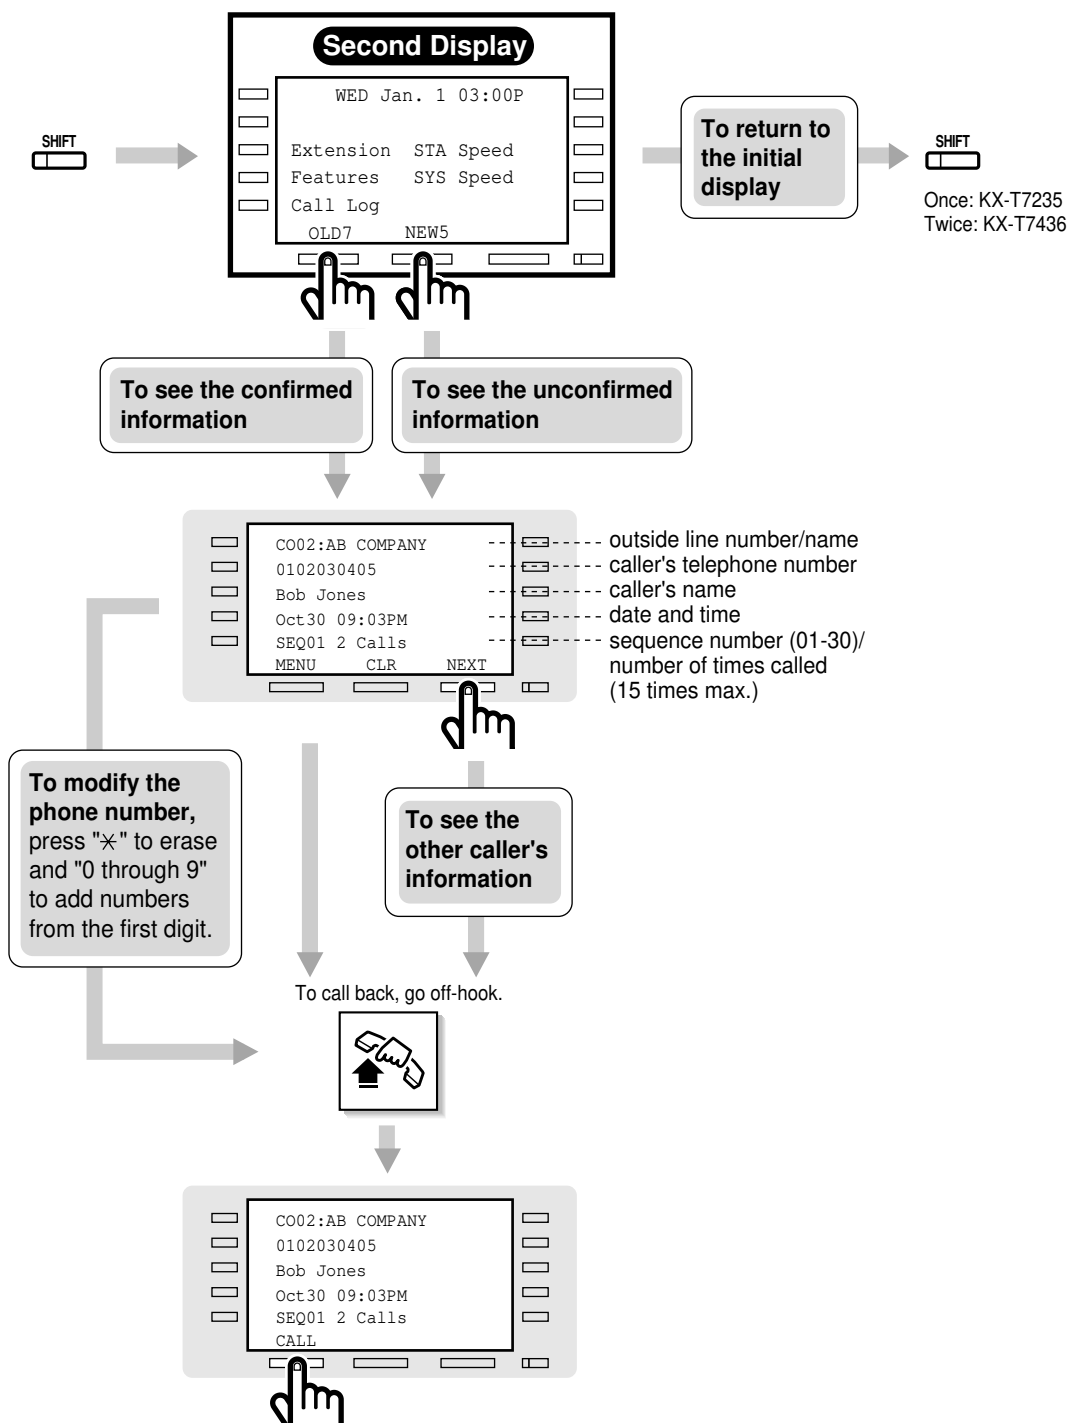 Second Display
WED Jan. 1 03:00P
Extension STA Speed
Features SYS Speed
Call Log
OLD7 NEW5
SHIFT
To return to
the initial
display
SHIFT
Once: KX-T7235
Twice: KX-T7436
To see the confirmed
information
To see the unconfirmed
information
CO02:AB COMPANY
0102030405
Bob Jones
Oct30 09:03PM
SEQ01 2 Calls
MENU CLR NEXT
outside line number/name
caller's telephone number
caller's name
date and time
sequence number (01-30)/
number of times called
(15 times max.)
To modify the
phone number,
press "✳" to erase
and "0 through 9"
to add numbers
from the first digit.
To see the
other caller's
information
To call back, go off-hook.
CO02:AB COMPANY
0102030405
Bob Jones
Oct30 09:03PM
SEQ01 2 Calls
CALL